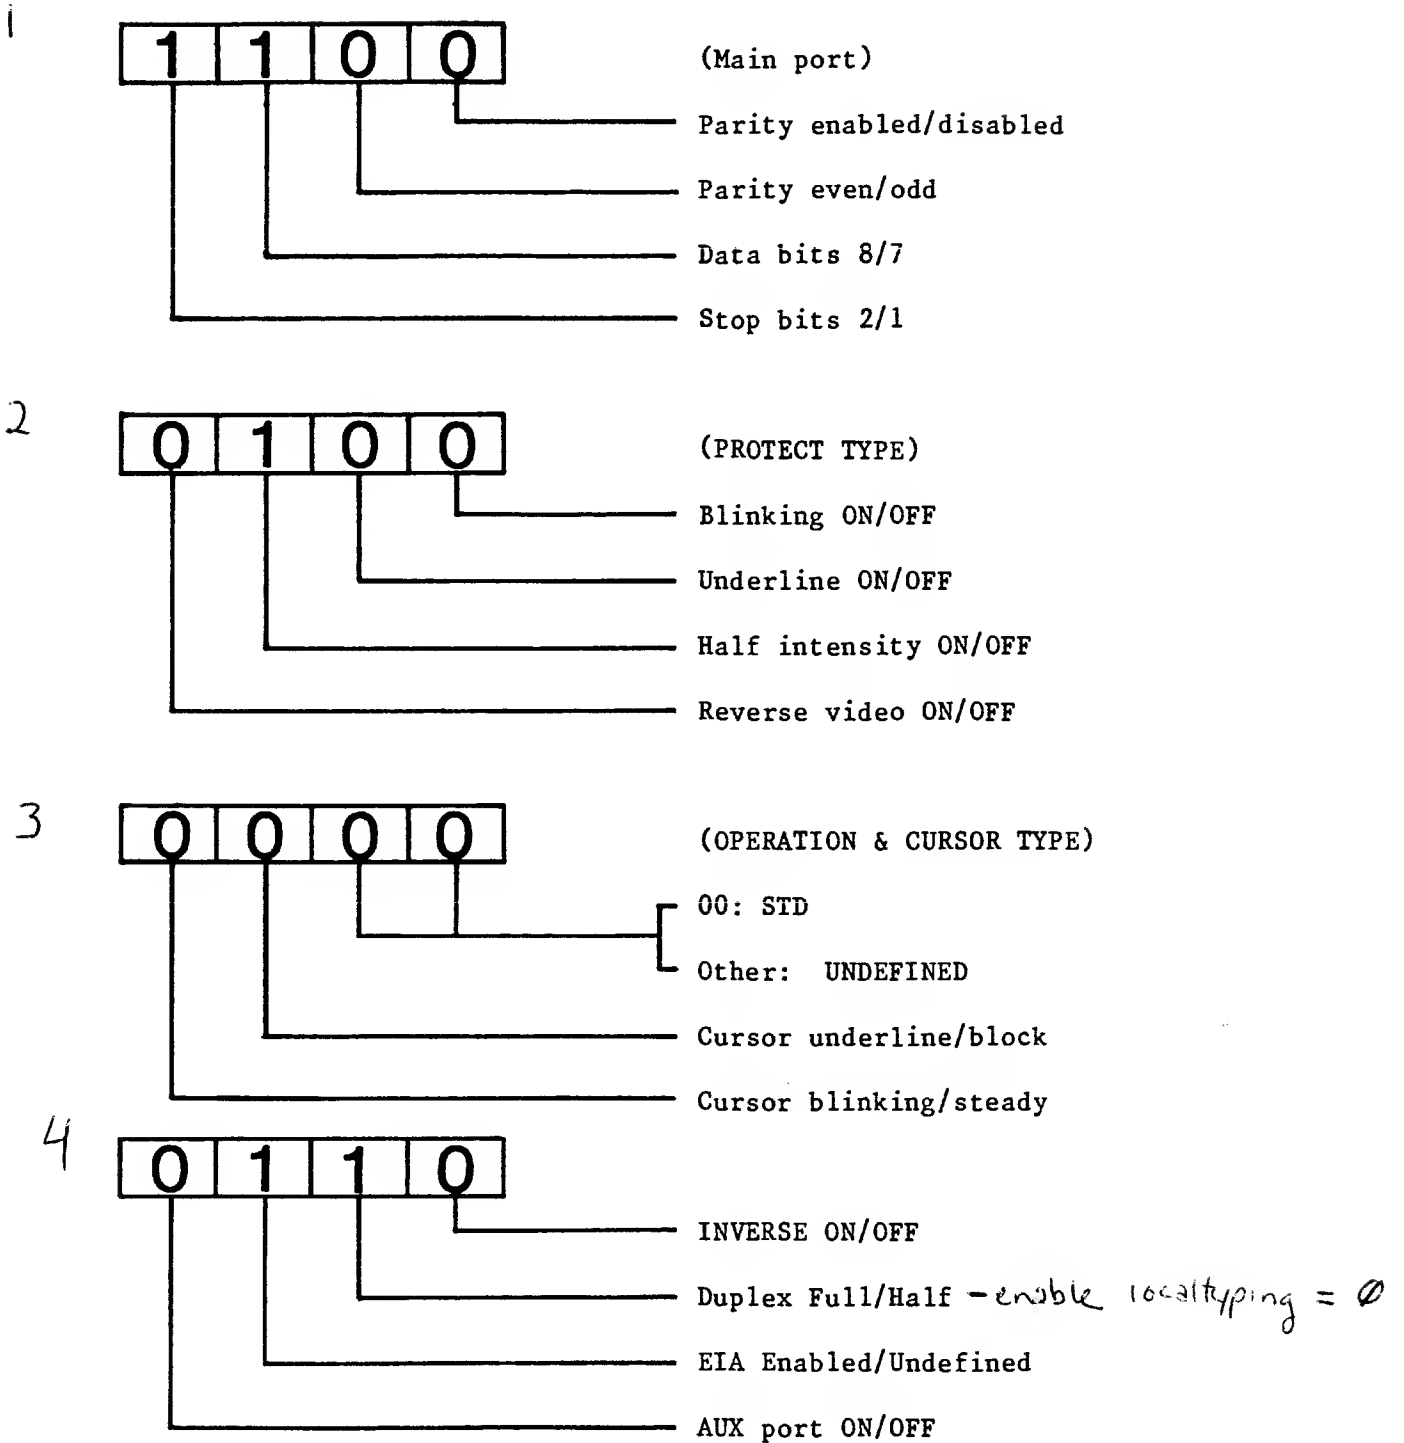 1
1 1 0 0 (Main port)
Parity enabled/disabled
Parity even/odd
Data bits 8/7
Stop bits 2/1
2
0 1 0 0 (PROTECT TYPE)
Blinking ON/OFF
Underline ON/OFF
Half intensity ON/OFF
Reverse video ON/OFF
3
0 0 0 0 (OPERATION & CURSOR TYPE)
00: STD
Other: UNDEFINED
Cursor underline/block
Cursor blinking/steady
4
0 1 1 0
INVERSE ON/OFF
Duplex Full/Half - enable localtyping = 0
EIA Enabled/Undefined
AUX port ON/OFF